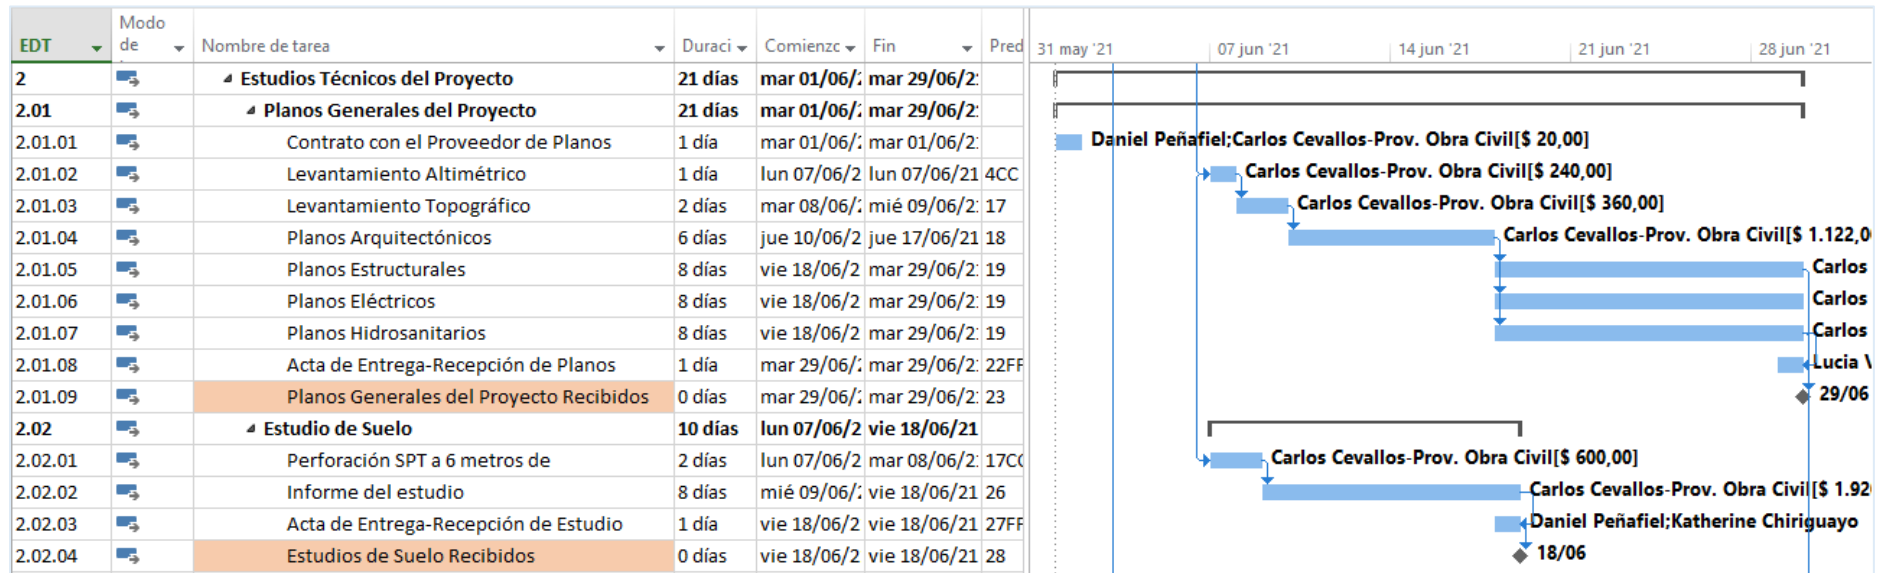 EDT Modo de Nombre de tarea Duraci Comienzo Fin Pred 31 may '21 07 jun '21 14 jun '21 21 jun '21 28 jun '21
2 Estudios Técnicos del Proyecto 21 días mar 01/06/2 mar 29/06/2
2.01 Planos Generales del Proyecto 21 días mar 01/06/2 mar 29/06/2
2.01.01 Contrato con el Proveedor de Planos 1 día mar 01/06/2 mar 01/06/2 Daniel Peñafiel;Carlos Cevallos-Prov. Obra Civil[$ 20,00]
2.01.02 Levantamiento Altimétrico 1 día lun 07/06/2 lun 07/06/21 4CC Carlos Cevallos-Prov. Obra Civil[$ 240,00]
2.01.03 Levantamiento Topográfico 2 días mar 08/06/2 mié 09/06/2 17 Carlos Cevallos-Prov. Obra Civil[$ 360,00]
2.01.04 Planos Arquitectónicos 6 días jue 10/06/2 jue 17/06/21 18 Carlos Cevallos-Prov. Obra Civil[$ 1.122,0
2.01.05 Planos Estructurales 8 días vie 18/06/2 mar 29/06/2 19 Carlos
2.01.06 Planos Eléctricos 8 días vie 18/06/2 mar 29/06/2 19 Carlos
2.01.07 Planos Hidrosanitarios 8 días vie 18/06/2 mar 29/06/2 19 Carlos
2.01.08 Acta de Entrega-Recepción de Planos 1 día mar 29/06/2 mar 29/06/2 22FF Lucia V
2.01.09 Planos Generales del Proyecto Recibidos 0 días mar 29/06/2 mar 29/06/2 23 29/06
2.02 Estudio de Suelo 10 días lun 07/06/2 vie 18/06/21
2.02.01 Perforación SPT a 6 metros de 2 días lun 07/06/2 mar 08/06/2 17CC Carlos Cevallos-Prov. Obra Civil[$ 600,00]
2.02.02 Informe del estudio 8 días mié 09/06/2 vie 18/06/21 26 Carlos Cevallos-Prov. Obra Civil[$ 1.92
2.02.03 Acta de Entrega-Recepción de Estudio 1 día vie 18/06/21 vie 18/06/21 27FF Daniel Peñafiel;Katherine Chiriguayo
2.02.04 Estudios de Suelo Recibidos 0 días vie 18/06/2 vie 18/06/21 28 18/06